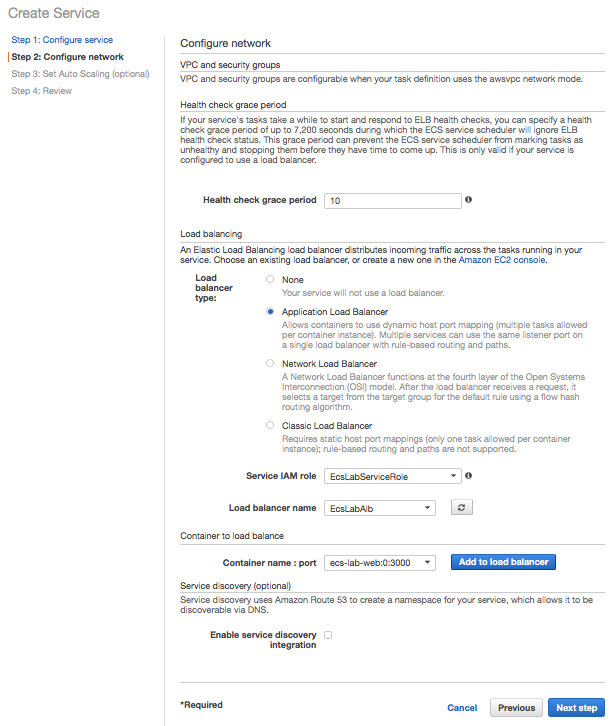 Create Service
Step 1: Configure service
Step 2: Configure network
Step 3: Set Auto Scaling (optional)
Step 4: Review
Configure network
VPC and security groups
VPC and security groups are configurable when your task definition uses the awsvpc network mode.
Health check grace period
If your service's tasks take a while to start and respond to ELB health checks, you can specify a health
check grace period of up to 7,200 seconds during which the ECS service scheduler will ignore ELB
health check status. This grace period can prevent the ECS service scheduler from marking tasks as
unhealthy and stopping them before they have time to come up. This is only valid if your service is
configured to use a load balancer.
Health check grace period 10
Load balancing
An Elastic Load Balancing load balancer distributes incoming traffic across the tasks running in your
service. Choose an existing load balancer, or create a new one in the Amazon EC2 console.
Load
balancer
type:
None
Your service will not use a load balancer.
Application Load Balancer
Allows containers to use dynamic host port mapping (multiple tasks allowed
per container instance). Multiple services can use the same listener port on
a single load balancer with rule-based routing and paths.
Network Load Balancer
A Network Load Balancer functions at the fourth layer of the Open Systems
Interconnection (OSI) model. After the load balancer receives a request, it
selects a target from the target group for the default rule using a flow hash
routing algorithm.
Classic Load Balancer
Requires static host port mappings (only one task allowed per container
instance); rule-based routing and paths are not supported.
Service IAM role EcsLabServiceRole
Load balancer name EcsLabAlb
Container to load balance
Container name : port ecs-lab-web:0:3000 Add to load balancer
Service discovery (optional)
Service discovery uses Amazon Route 53 to create a namespace for your service, which allows it to be
discoverable via DNS.
Enable service discovery
integration
*Required
Cancel Previous Next step